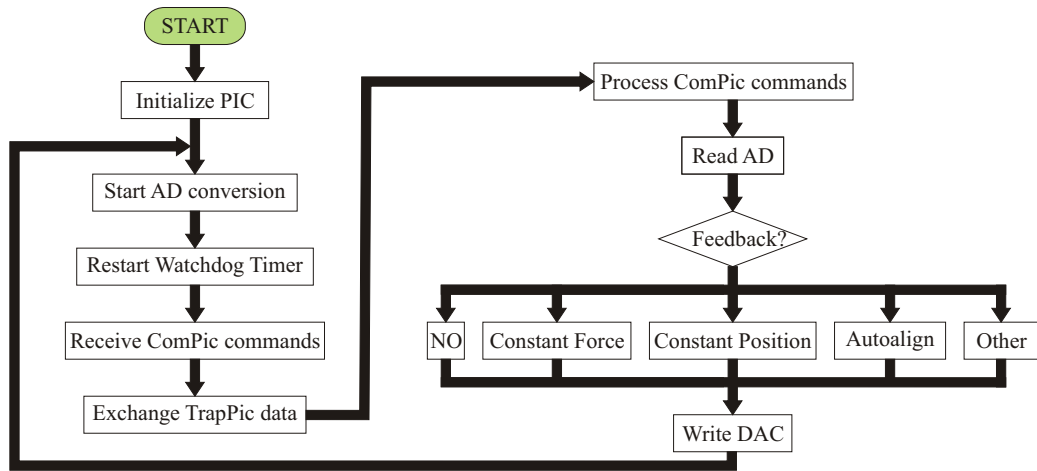 START
Initialize PIC
Start AD conversion
Restart Watchdog Timer
Receive ComPic commands
Exchange TrapPic data
Process ComPic commands
Read AD
Feedback?
NO
Constant Force
Constant Position
Autoalign
Other
Write DAC